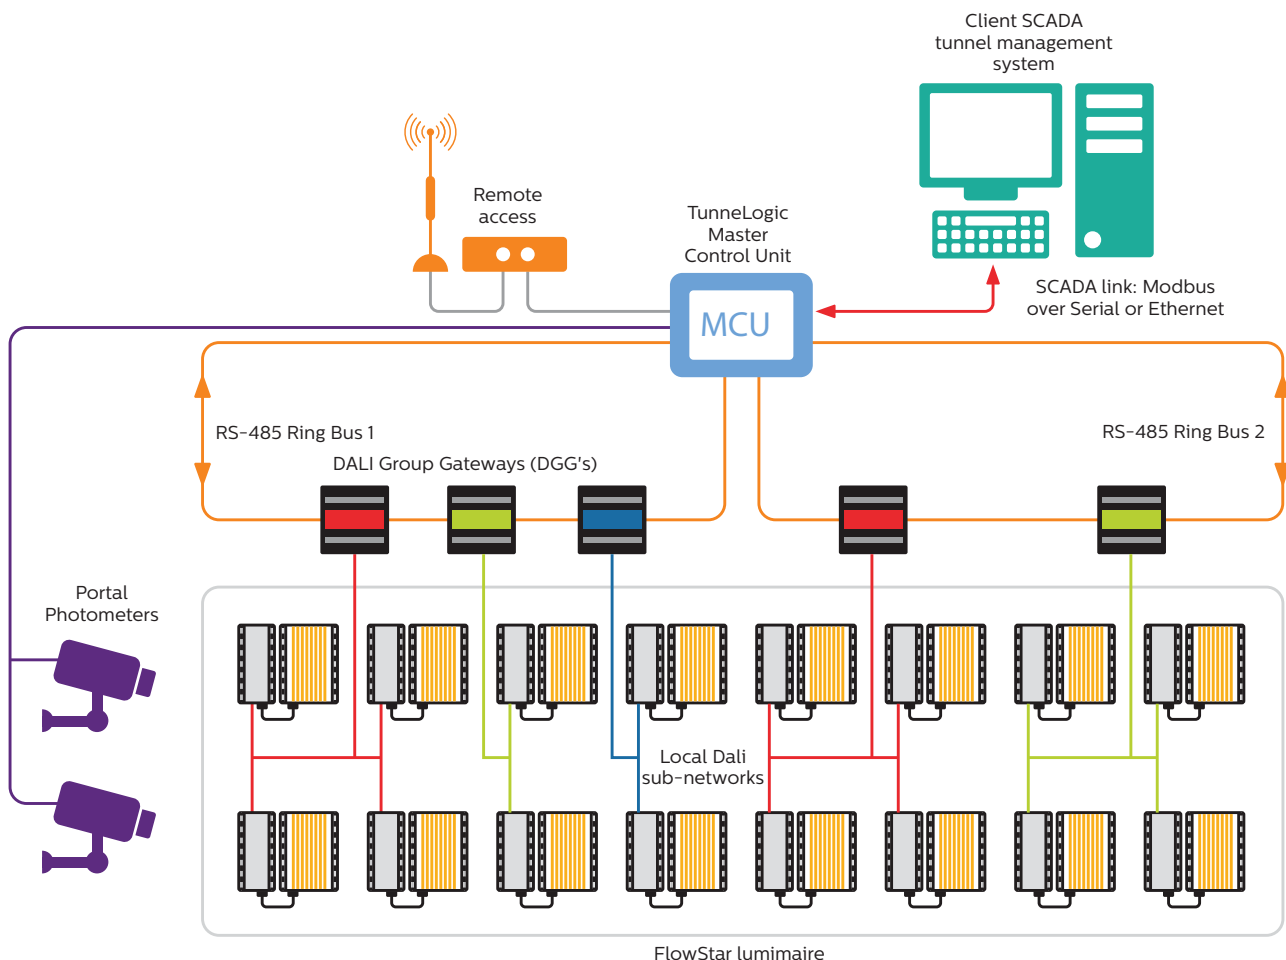 Client SCADA
tunnel management
system
Remote
access
TunneLogic
Master
Control Unit
SCADA link: Modbus
over Serial or Ethernet
MCU
RS-485 Ring Bus 1
RS-485 Ring Bus 2
DALI Group Gateways (DGG's)
Portal
Photometers
Local Dali
sub-networks
FlowStar lumimaire